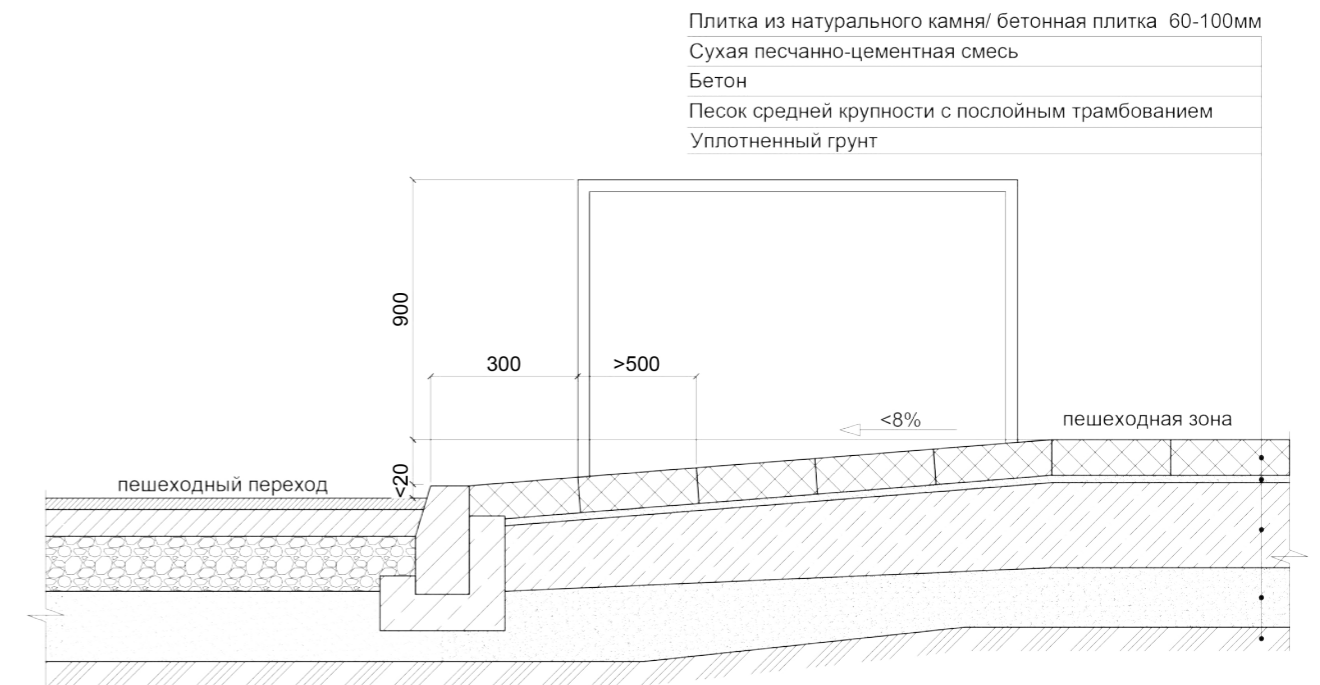 Плитка из натурального камня/ бетонная плитка 60-100мм
Сухая песчанно-цементная смесь
Бетон
Песок средней крупности с послойным трамбованием
Уплотненный грунт
900
300
>500
<8%
пешеходная зона
<20
пешеходный переход